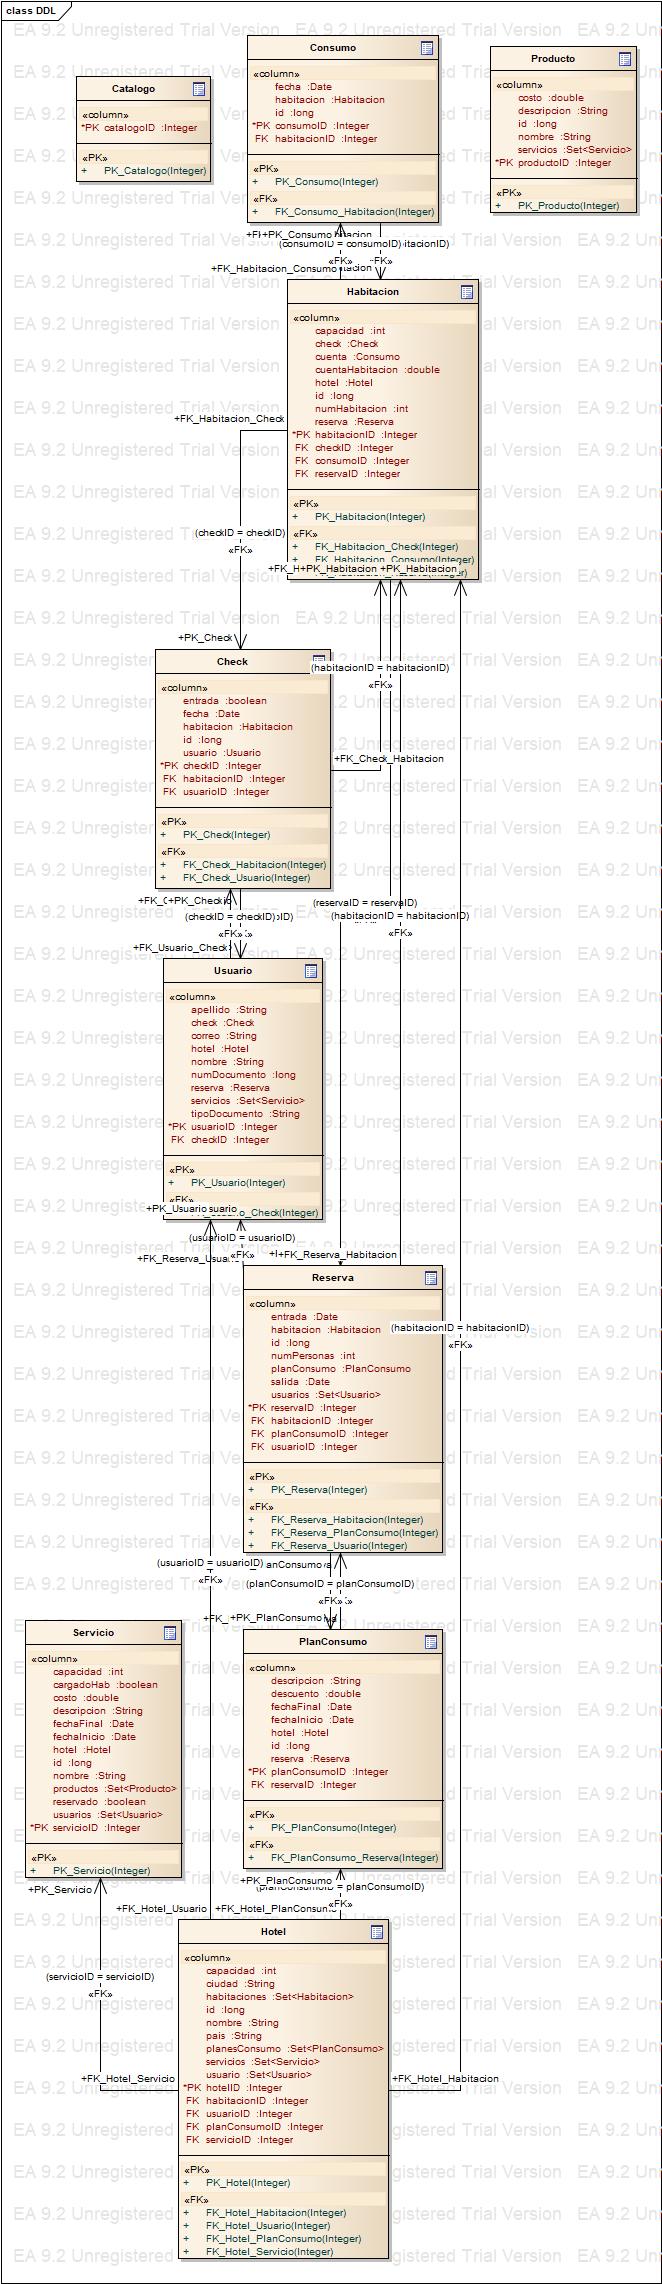 class DDL
EA 9.2 Unregistered Trial Version
Catalogo
«column»
*PK catalogoID :Integer
«PK»
+ PK_Catalogo(Integer)
Consumo
«column»
fecha :Date
habitacion :Habitacion
id :long
*PK consumoID :Integer
FK habitacionID :Integer
«PK»
+ PK_Consumo(Integer)
«FK»
+ FK_Consumo_Habitacion(Integer)
Producto
«column»
costo :double
descripcion :String
id :long
nombre :String
servicios :Set<Servicio>
*PK productoID :Integer
«PK»
+ PK_Producto(Integer)
+PK_Consumo
(consumoID = consumoID)
«FK»
«FK»
+FK_Habitacion_Consumo
Habitacion
«column»
capacidad :int
check :Check
cuenta :Consumo
cuentaHabitacion :double
hotel :Hotel
id :long
numHabitacion :int
reserva :Reserva
*PK habitacionID :Integer
FK checkID :Integer
FK consumoID :Integer
FK reservaID :Integer
«PK»
+ PK_Habitacion(Integer)
«FK»
+ FK_Habitacion_Check(Integer)
+ FK_Habitacion_Consumo(Integer)
+PK_Habitacion
+PK_Habitacion
+FK_Habitacion_Check
(checkID = checkID)
«FK»
+PK_Check
Check
«column»
entrada :boolean
fecha :Date
habitacion :Habitacion
id :long
usuario :Usuario
*PK checkID :Integer
FK habitacionID :Integer
FK usuarioID :Integer
«PK»
+ PK_Check(Integer)
«FK»
+ FK_Check_Habitacion(Integer)
+ FK_Check_Usuario(Integer)
(habitacionID = habitacionID)
«FK»
+FK_Check_Habitacion
+PK_Check
(checkID = checkID)
«FK»
+FK_Usuario_Check
(reservaID = reservaID)
(habitacionID = habitacionID)
«FK»
Usuario
«column»
apellido :String
check :Check
correo :String
hotel :Hotel
nombre :String
numDocumento :long
reserva :Reserva
servicios :Set<Servicio>
tipoDocumento :String
*PK usuarioID :Integer
FK checkID :Integer
«PK»
+ PK_Usuario(Integer)
«FK»
+PK_Usuario
(usuarioID = usuarioID)
«FK»
+FK_Reserva_Habitacion
Reserva
«column»
entrada :Date
habitacion :Habitacion
id :long
numPersonas :int
planConsumo :PlanConsumo
salida :Date
usuarios :Set<Usuario>
*PK reservaID :Integer
FK habitacionID :Integer
FK planConsumoID :Integer
FK usuarioID :Integer
«PK»
+ PK_Reserva(Integer)
«FK»
+ FK_Reserva_Habitacion(Integer)
+ FK_Reserva_PlanConsumo(Integer)
+ FK_Reserva_Usuario(Integer)
(habitacionID = habitacionID)
«FK»
(usuarioID = usuarioID)
«FK»
(planConsumoID = planConsumoID)
«FK»
+PK_PlanConsumo
Servicio
«column»
capacidad :int
cargadoHab :boolean
costo :double
descripcion :String
fechaFinal :Date
fechaInicio :Date
hotel :Hotel
id :long
nombre :String
productos :Set<Producto>
reservado :boolean
usuarios :Set<Usuario>
*PK servicioID :Integer
«PK»
+ PK_Servicio(Integer)
PlanConsumo
«column»
descripcion :String
descuento :double
fechaFinal :Date
fechaInicio :Date
hotel :Hotel
id :long
reserva :Reserva
*PK planConsumoID :Integer
FK reservaID :Integer
«PK»
+ PK_PlanConsumo(Integer)
«FK»
+ FK_PlanConsumo_Reserva(Integer)
+PK_Servicio
+PK_PlanConsumo
(planConsumoID = planConsumoID)
«FK»
+FK_Hotel_Usuario
Hotel
«column»
capacidad :int
ciudad :String
habitaciones :Set<Habitacion>
id :long
nombre :String
pais :String
planesConsumo :Set<PlanConsumo>
servicios :Set<Servicio>
usuario :Set<Usuario>
*PK hotelID :Integer
FK habitacionID :Integer
FK usuarioID :Integer
FK planConsumoID :Integer
FK servicioID :Integer
«PK»
+ PK_Hotel(Integer)
«FK»
+ FK_Hotel_Habitacion(Integer)
+ FK_Hotel_Usuario(Integer)
+ FK_Hotel_PlanConsumo(Integer)
+ FK_Hotel_Servicio(Integer)
(servicioID = servicioID)
«FK»
+FK_Hotel_Servicio
+FK_Hotel_Habitacion